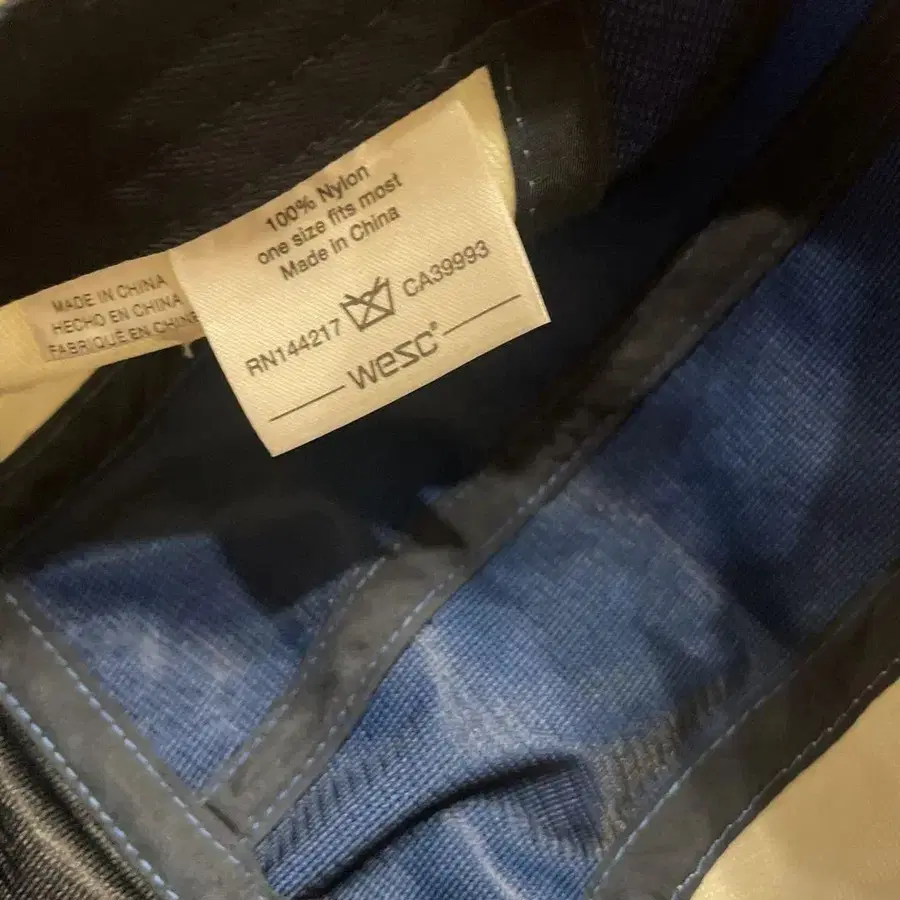 100% Nylon
one size fits most
Made in China
RN144217 CA39993
wesc®
MADE IN CHINA
HECHO EN CHINA
FABRIQUÉ EN CHINE